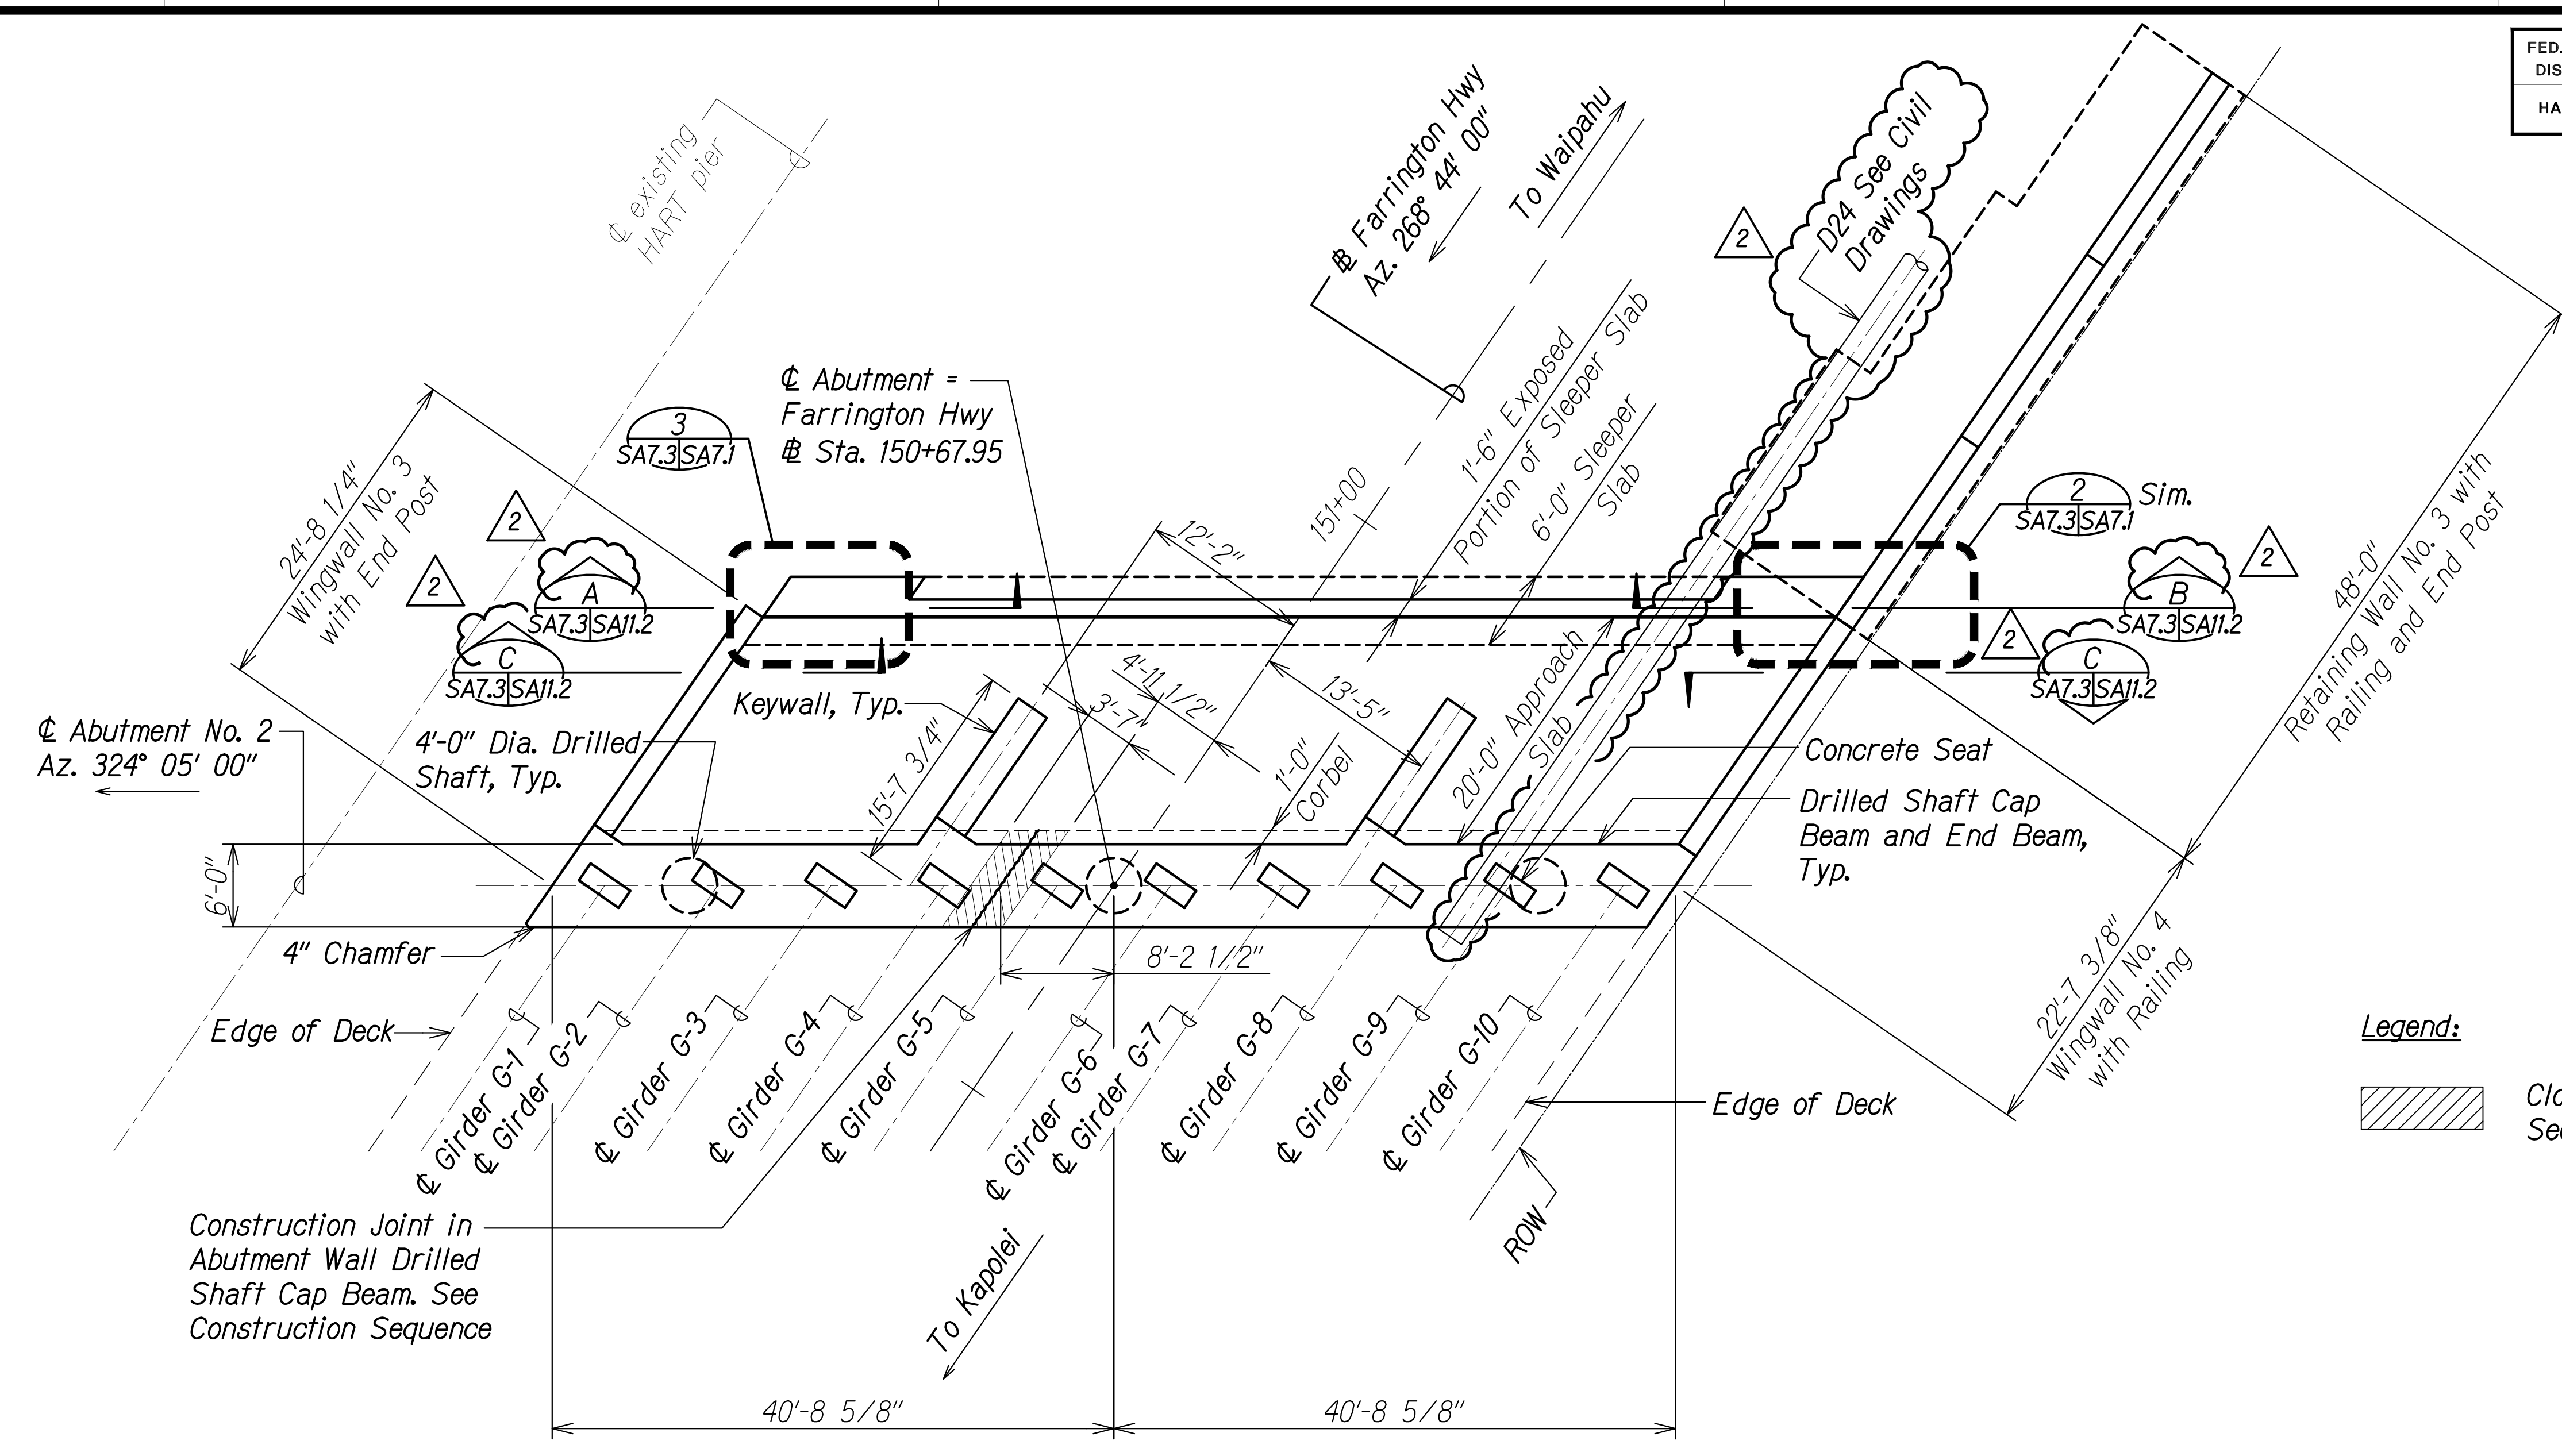 FED.
DIS
HA
℄ existing
HART pier
℄ Abutment =
Farrington Hwy
B̵L Sta. 150+67.95
B̵L Farrington Hwy
Az. 268° 44' 00"
To Waipahu
D24 See Civil
Drawings
2
3
SA7.3 SA7.1
24'-8 1/4"
Wingwall No. 3
with End Post
2
A
SA7.3 SA11.2
2
C
SA7.3 SA11.2
1'-6" Exposed
Portion of Sleeper Slab
6'-0" Sleeper
Slab
151+00
12'-2"
4'-11 1/2"
3'-7"
13'-5"
2
Sim.
SA7.3 SA7.1
B
SA7.3 SA11.2
2
2
C
SA7.3 SA11.2
48'-0"
Retaining Wall No. 3 with
Railing and End Post
Keywall, Typ.
15'-7 3/4"
1'-0"
Corbel
20'-0" Approach
Slab
℄ Abutment No. 2
Az. 324° 05' 00"
4'-0" Dia. Drilled
Shaft, Typ.
Concrete Seat
Drilled Shaft Cap
Beam and End Beam,
Typ.
6'-0"
4" Chamfer
8'-2 1/2"
22'-7 3/8"
Wingwall No. 4
with Railing
Edge of Deck
℄ Girder G-1
℄ Girder G-2
℄ Girder G-3
℄ Girder G-4
℄ Girder G-5
℄ Girder G-6
℄ Girder G-7
℄ Girder G-8
℄ Girder G-9
℄ Girder G-10
Edge of Deck
ROW
Legend:
Construction Joint in
Abutment Wall Drilled
Shaft Cap Beam. See
Construction Sequence
To Kapolei
40'-8 5/8"
40'-8 5/8"